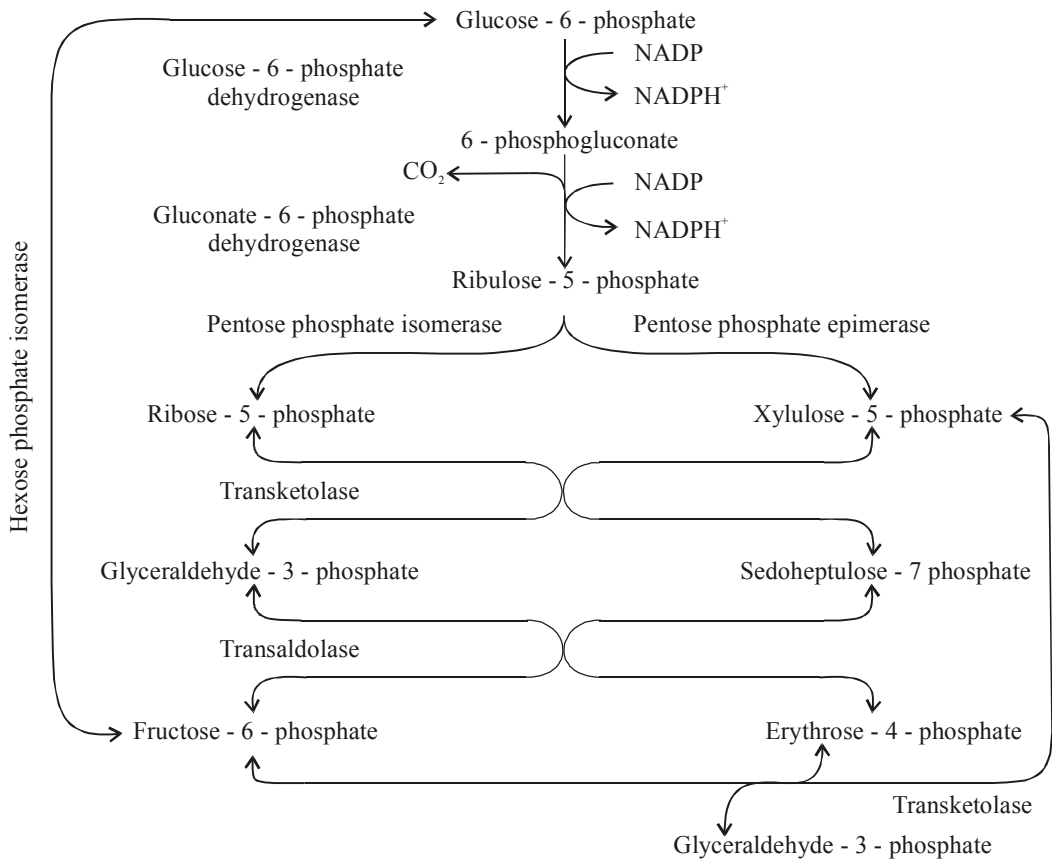 Glucose - 6 - phosphate
NADP
Glucose - 6 - phosphate
dehydrogenase
NADPH⁺
6 - phosphogluconate
CO₂
NADP
Gluconate - 6 - phosphate
dehydrogenase
NADPH⁺
Ribulose - 5 - phosphate
Hexose phosphate isomerase
Pentose phosphate isomerase
Pentose phosphate epimerase
Ribose - 5 - phosphate
Xylulose - 5 - phosphate
Transketolase
Glyceraldehyde - 3 - phosphate
Sedoheptulose - 7 phosphate
Transaldolase
Fructose - 6 - phosphate
Erythrose - 4 - phosphate
Transketolase
Glyceraldehyde - 3 - phosphate